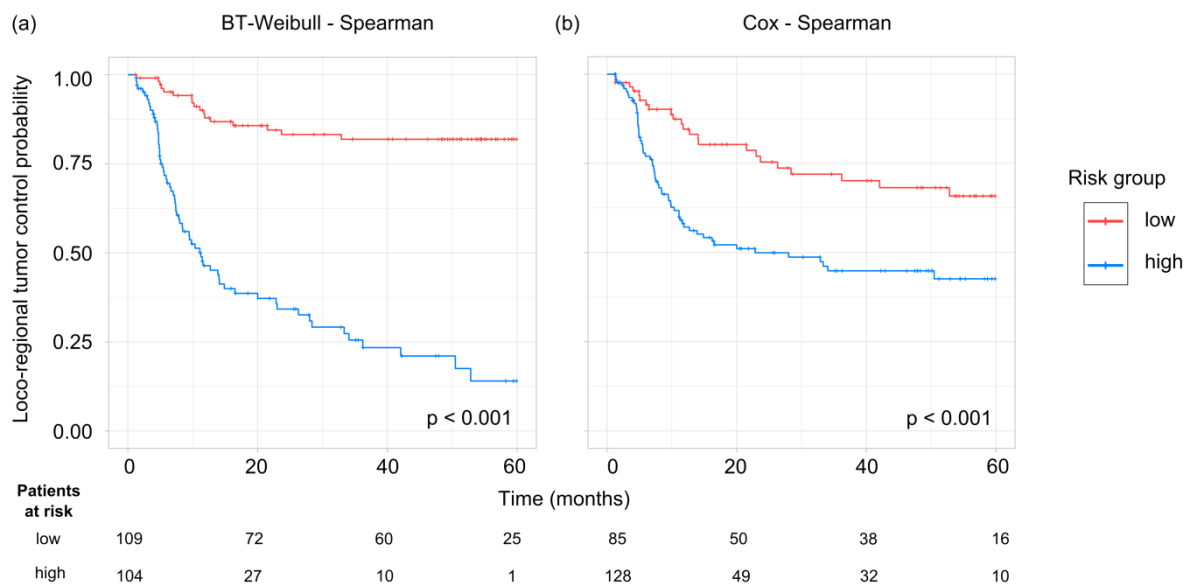 (a) BT-Weibull - Spearman (b) Cox - Spearman
Loco-regional tumor control probability
1.00
0.75
0.50
0.25
0.00
p < 0.001 p < 0.001
0 20 40 60 0 20 40 60
Time (months)
Risk group
low
high
Patients
at risk
low 109 72 60 25 85 50 38 16
high 104 27 10 1 128 49 32 10